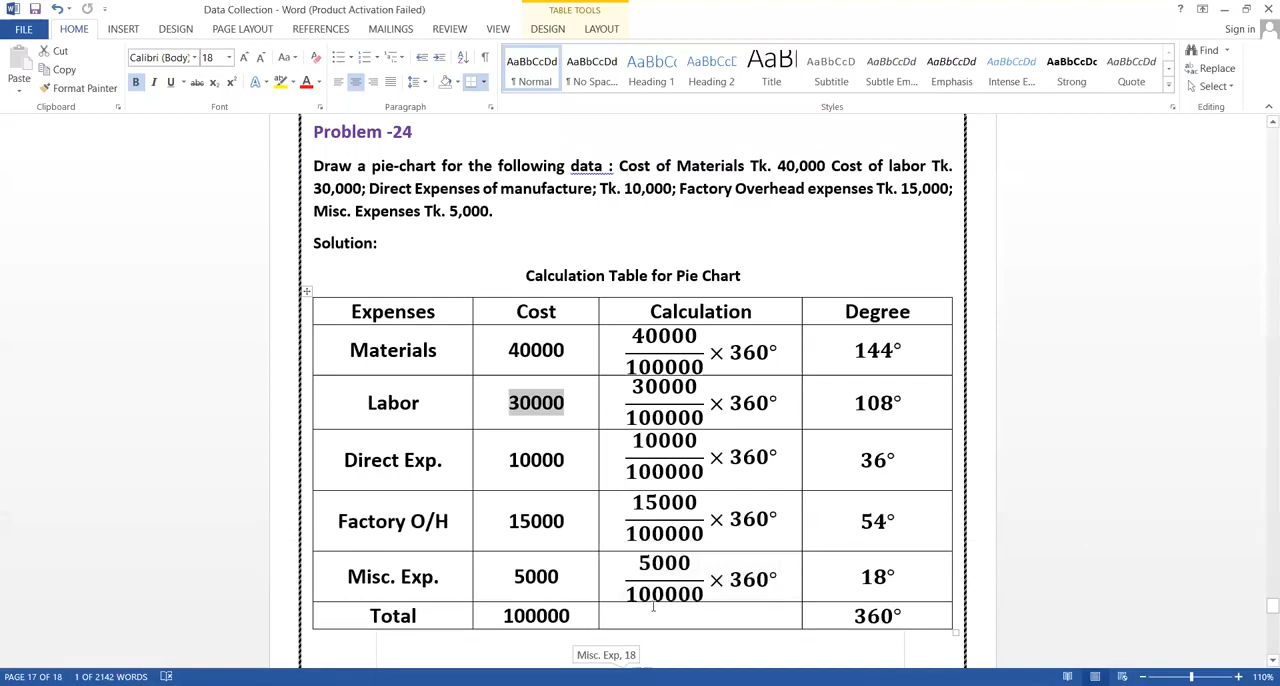 Data Collection - Word (Product Activation Failed)
TABLE TOOLS
?
FILE
HOME
INSERT
DESIGN
PAGE LAYOUT
REFERENCES
MAILINGS
REVIEW
VIEW
DESIGN
LAYOUT
Sign in
Paste
Cut
Copy
Format Painter
Clipboard
Calibri (Body)
18
Aa
B I U abc x₂ x²
A
Font
Paragraph
AaBbCcDd
¶ Normal
AaBbCcDd
¶ No Spac...
AaBbCc
Heading 1
AaBbCcC
Heading 2
AaB
Title
AaBbCcDd
Subtitle
AaBbCcDd
Subtle Em...
AaBbCcDd
Emphasis
AaBbCcDd
Intense E...
AaBbCcDc
Strong
AaBbCcDd
Quote
Styles
Find
Replace
Select
Editing
Problem -24
Draw a pie-chart for the following data : Cost of Materials Tk. 40,000 Cost of labor Tk.
30,000; Direct Expenses of manufacture; Tk. 10,000; Factory Overhead expenses Tk. 15,000;
Misc. Expenses Tk. 5,000.
Solution:
Calculation Table for Pie Chart
Expenses Cost Calculation Degree
Materials 40000 40000/100000 × 360° 144°
Labor 30000 30000/100000 × 360° 108°
Direct Exp. 10000 10000/100000 × 360° 36°
Factory O/H 15000 15000/100000 × 360° 54°
Misc. Exp. 5000 5000/100000 × 360° 18°
Total 100000 360°
Misc. Exp, 18
PAGE 17 OF 18 1 OF 2142 WORDS
110%